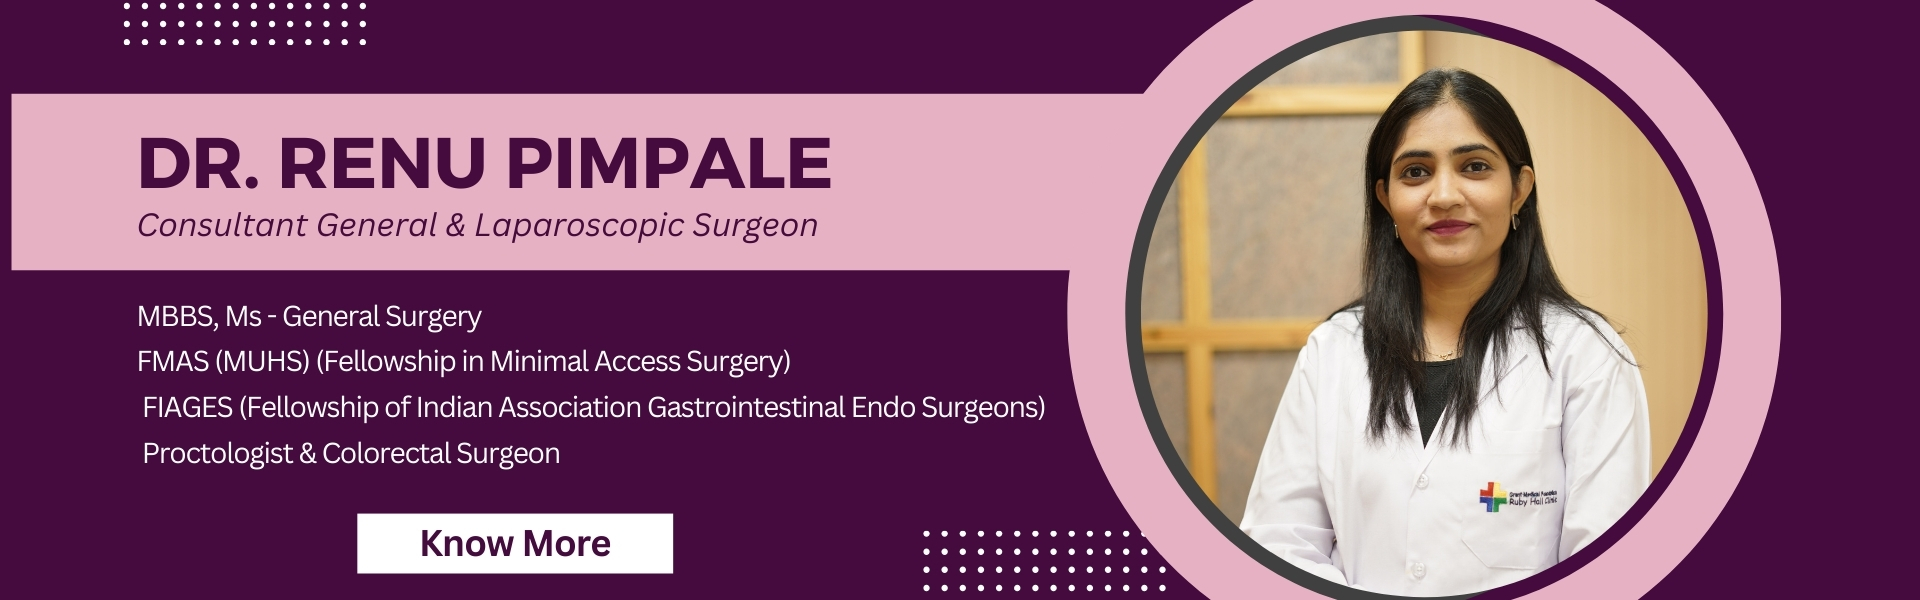 DR. RENU PIMPALE
Consultant General & Laparoscopic Surgeon
MBBS, Ms - General Surgery
FMAS (MUHS) (Fellowship in Minimal Access Surgery)
FIAGES (Fellowship of Indian Association Gastrointestinal Endo Surgeons)
Proctologist & Colorectal Surgeon
Know More
Ruby Hall Clinic